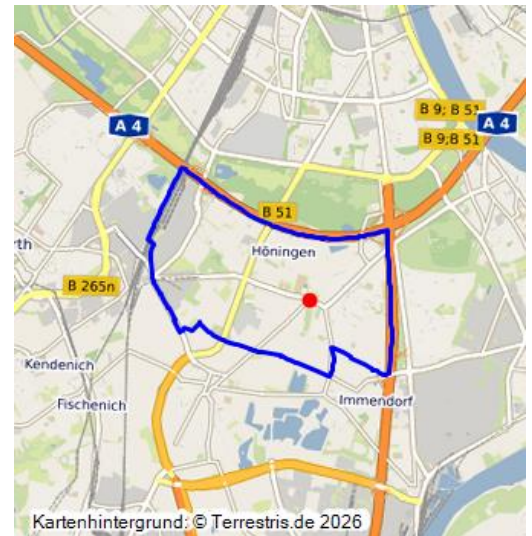 B 9; B 51
A 4
A 4
B 9;B 51
B 51
Höningen
rth
B 265n
Kendenich
Immendorf
Fischenich
Kartenhintergrund: © Terrestris.de 2026